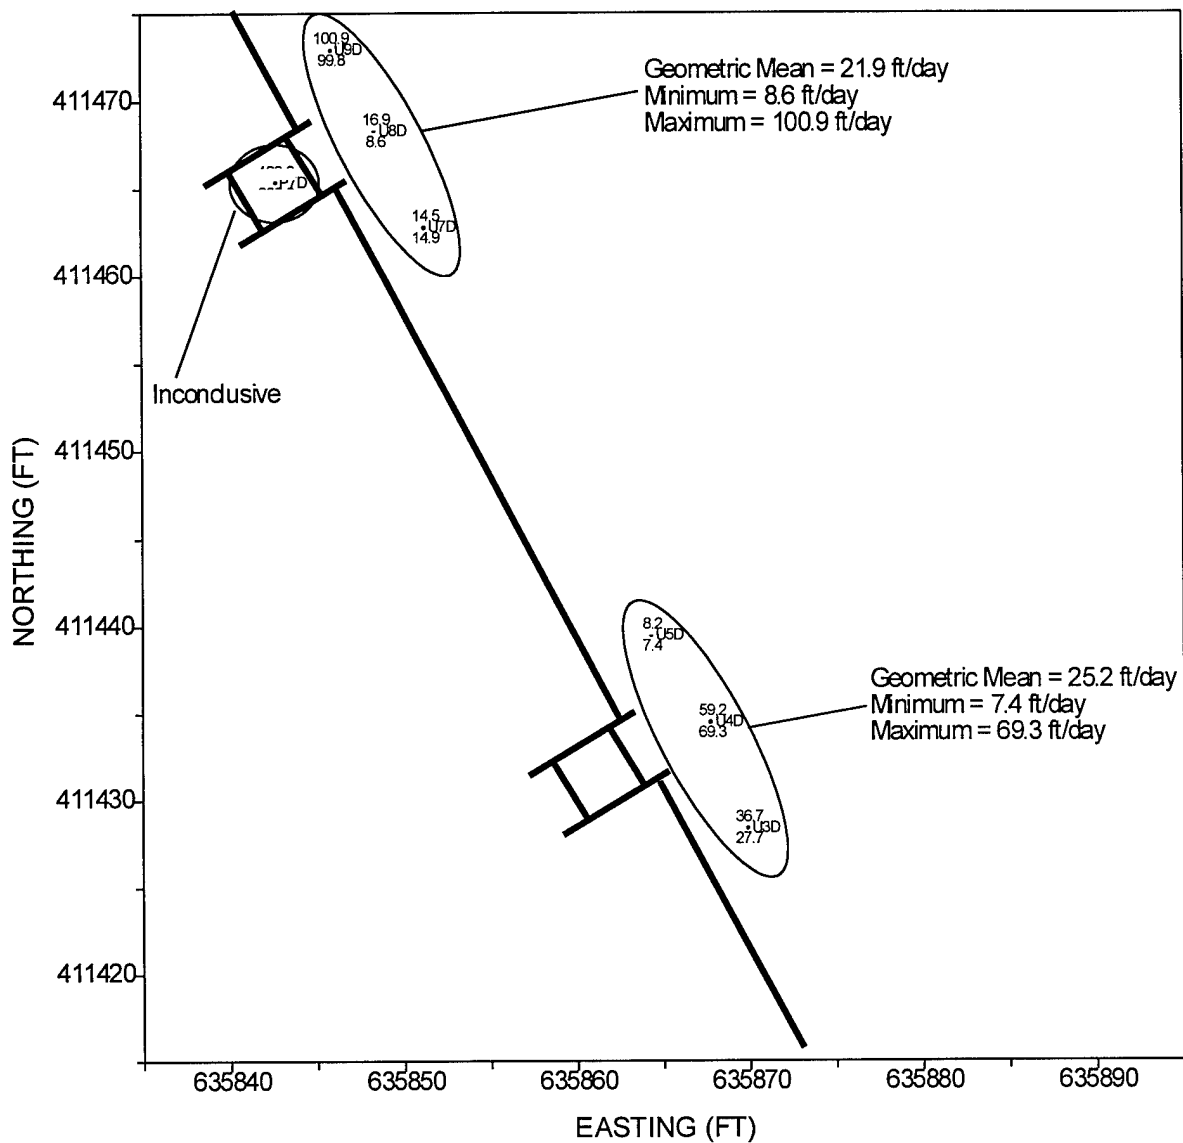 100.9
U9D
99.8
Geometric Mean = 21.9 ft/day
Minimum = 8.6 ft/day
Maximum = 100.9 ft/day
411470
16.9
U8D
8.6
14.5
U7D
14.9
411460
Inconclusive
411450
NORTHING (FT)
411440
8.2
U5D
7.4
Geometric Mean = 25.2 ft/day
Minimum = 7.4 ft/day
Maximum = 69.3 ft/day
59.2
U4D
69.3
411430
36.7
U3D
27.7
411420
635840
635850
635860
635870
635880
635890
EASTING (FT)